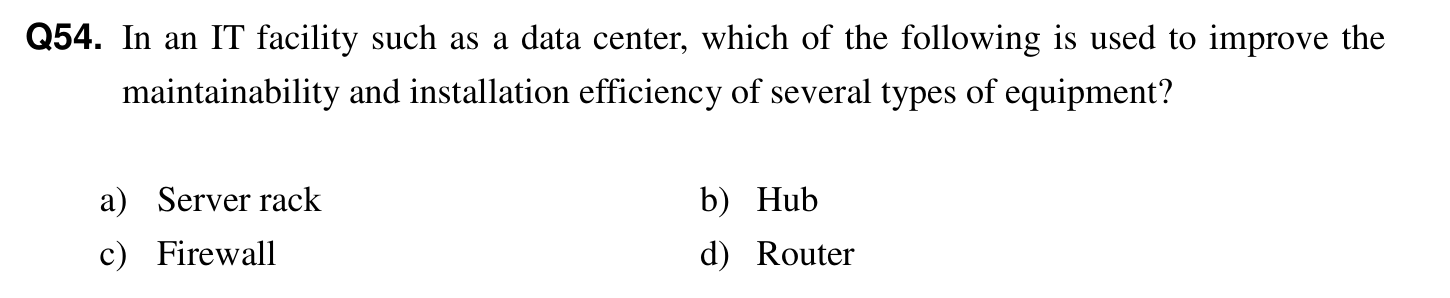 Q54. In an IT facility such as a data center, which of the following is used to improve the
maintainability and installation efficiency of several types of equipment?
a) Server rack b) Hub
c) Firewall d) Router